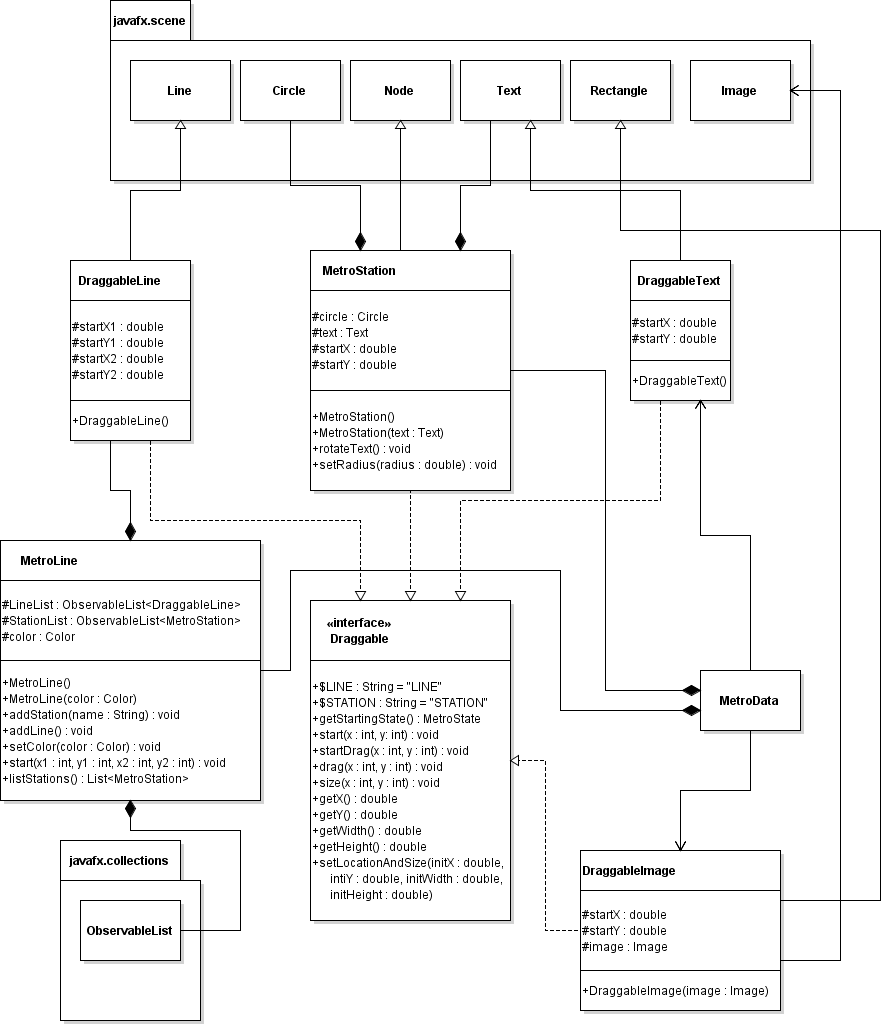 javafx.scene
Line
Circle
Node
Text
Rectangle
Image
DraggableLine
#startX1 : double
#startY1 : double
#startX2 : double
#startY2 : double
+DraggableLine()
MetroStation
#circle : Circle
#text : Text
#startX : double
#startY : double
+MetroStation()
+MetroStation(text : Text)
+rotateText() : void
+setRadius(radius : double) : void
DraggableText
#startX : double
#startY : double
+DraggableText()
MetroLine
#LineList : ObservableList<DraggableLine>
#StationList : ObservableList<MetroStation>
#color : Color
+MetroLine()
+MetroLine(color : Color)
+addStation(name : String) : void
+addLine() : void
+setColor(color : Color) : void
+start(x1 : int, y1 : int, x2 : int, y2 : int) : void
+listStations() : List<MetroStation>
«interface»
Draggable
+$LINE : String = "LINE"
+$STATION : String = "STATION"
+getStartingState() : MetroState
+start(x : int, y: int) : void
+startDrag(x : int, y : int) : void
+drag(x : int, y : int) : void
+size(x : int, y : int) : void
+getX() : double
+getY() : double
+getWidth() : double
+getHeight() : double
+setLocationAndSize(initX : double,
intiY : double, initWidth : double,
initHeight : double)
MetroData
javafx.collections
ObservableList
DraggableImage
#startX : double
#startY : double
#image : Image
+DraggableImage(image : Image)